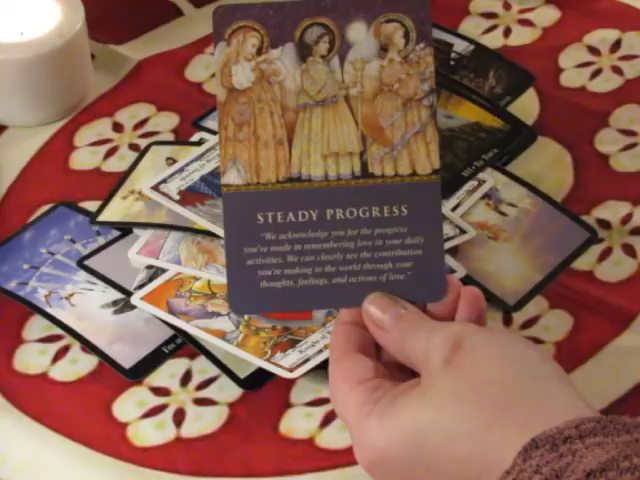 STEADY PROGRESS
"We acknowledge you for the progress
you've made in remembering love in your daily
activities. We can clearly see the contribution
you're making to the world through your
thoughts, feelings, and actions of love."
Knight of